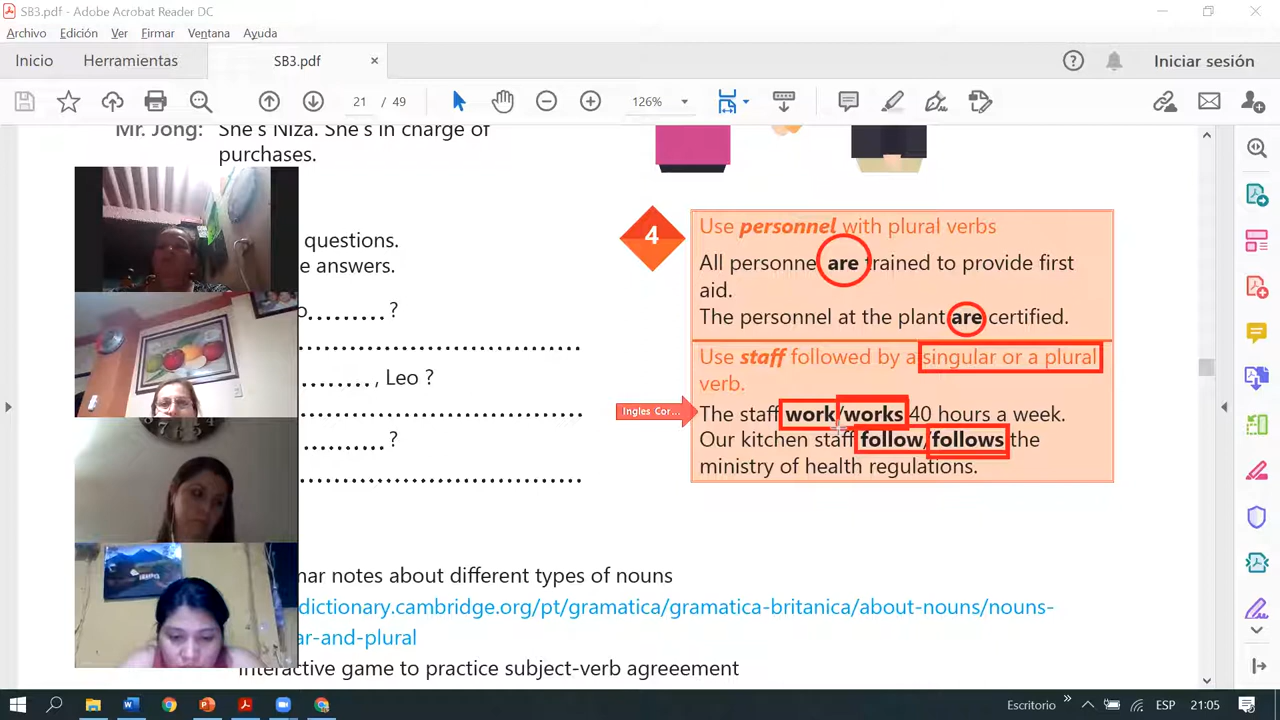 SB3.pdf - Adobe Acrobat Reader DC
Archivo Edición Ver Firmar Ventana Ayuda
Inicio Herramientas SB3.pdf × Iniciar sesión
21 / 49 126%
Mr. Jong: She's Niza. She's in charge of
purchases.
questions.
e answers.
o.........?
.........., Leo ?
.........?
4
Use personnel with plural verbs
All personne are trained to provide first
aid.
The personnel at the plant are certified.
Use staff followed by a singular or a plural
verb.
Ingles Cor...
The staff work/works 40 hours a week.
Our kitchen staff follow/follows the
ministry of health regulations.
mar notes about different types of nouns
dictionary.cambridge.org/pt/gramatica/gramatica-britanica/about-nouns/nouns-
ar-and-plural
interactive game to practice subject-verb agreeement
Escritorio » ESP 21:05